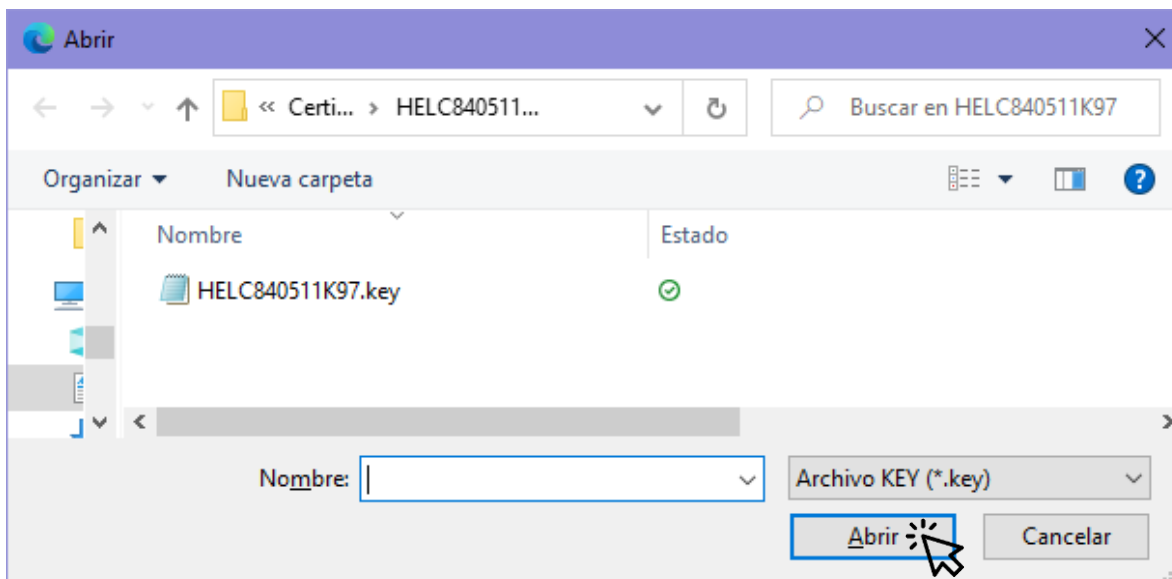 Abrir
« Certi... › HELC840511... Buscar en HELC840511K97
Organizar Nueva carpeta
Nombre Estado
HELC840511K97.key
Nombre: Archivo KEY (*.key)
Abrir Cancelar